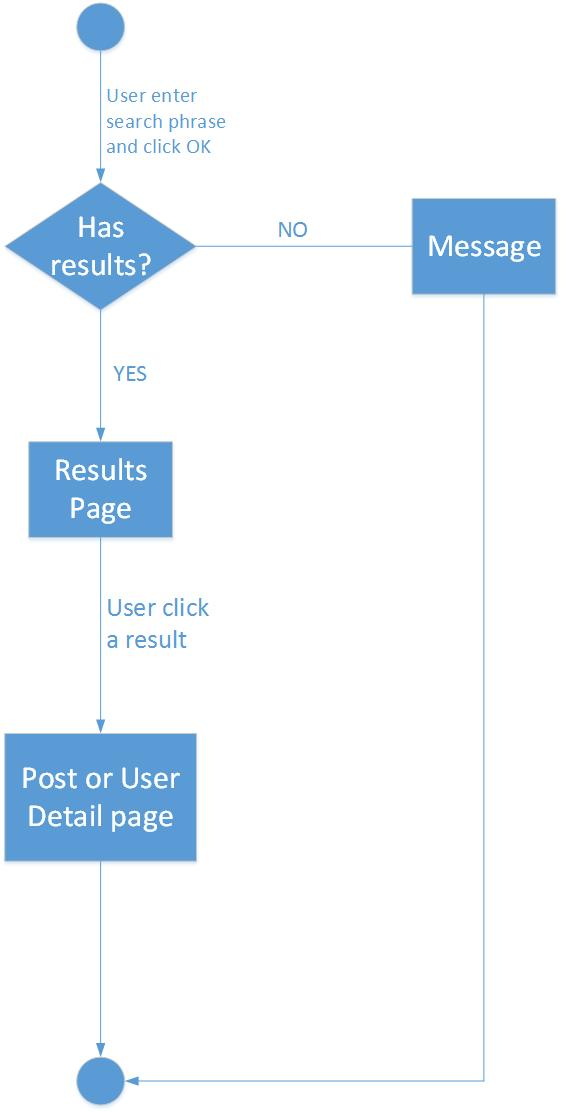 User enter
search phrase
and click OK
Has
results?
NO
Message
YES
Results
Page
User click
a result
Post or User
Detail page